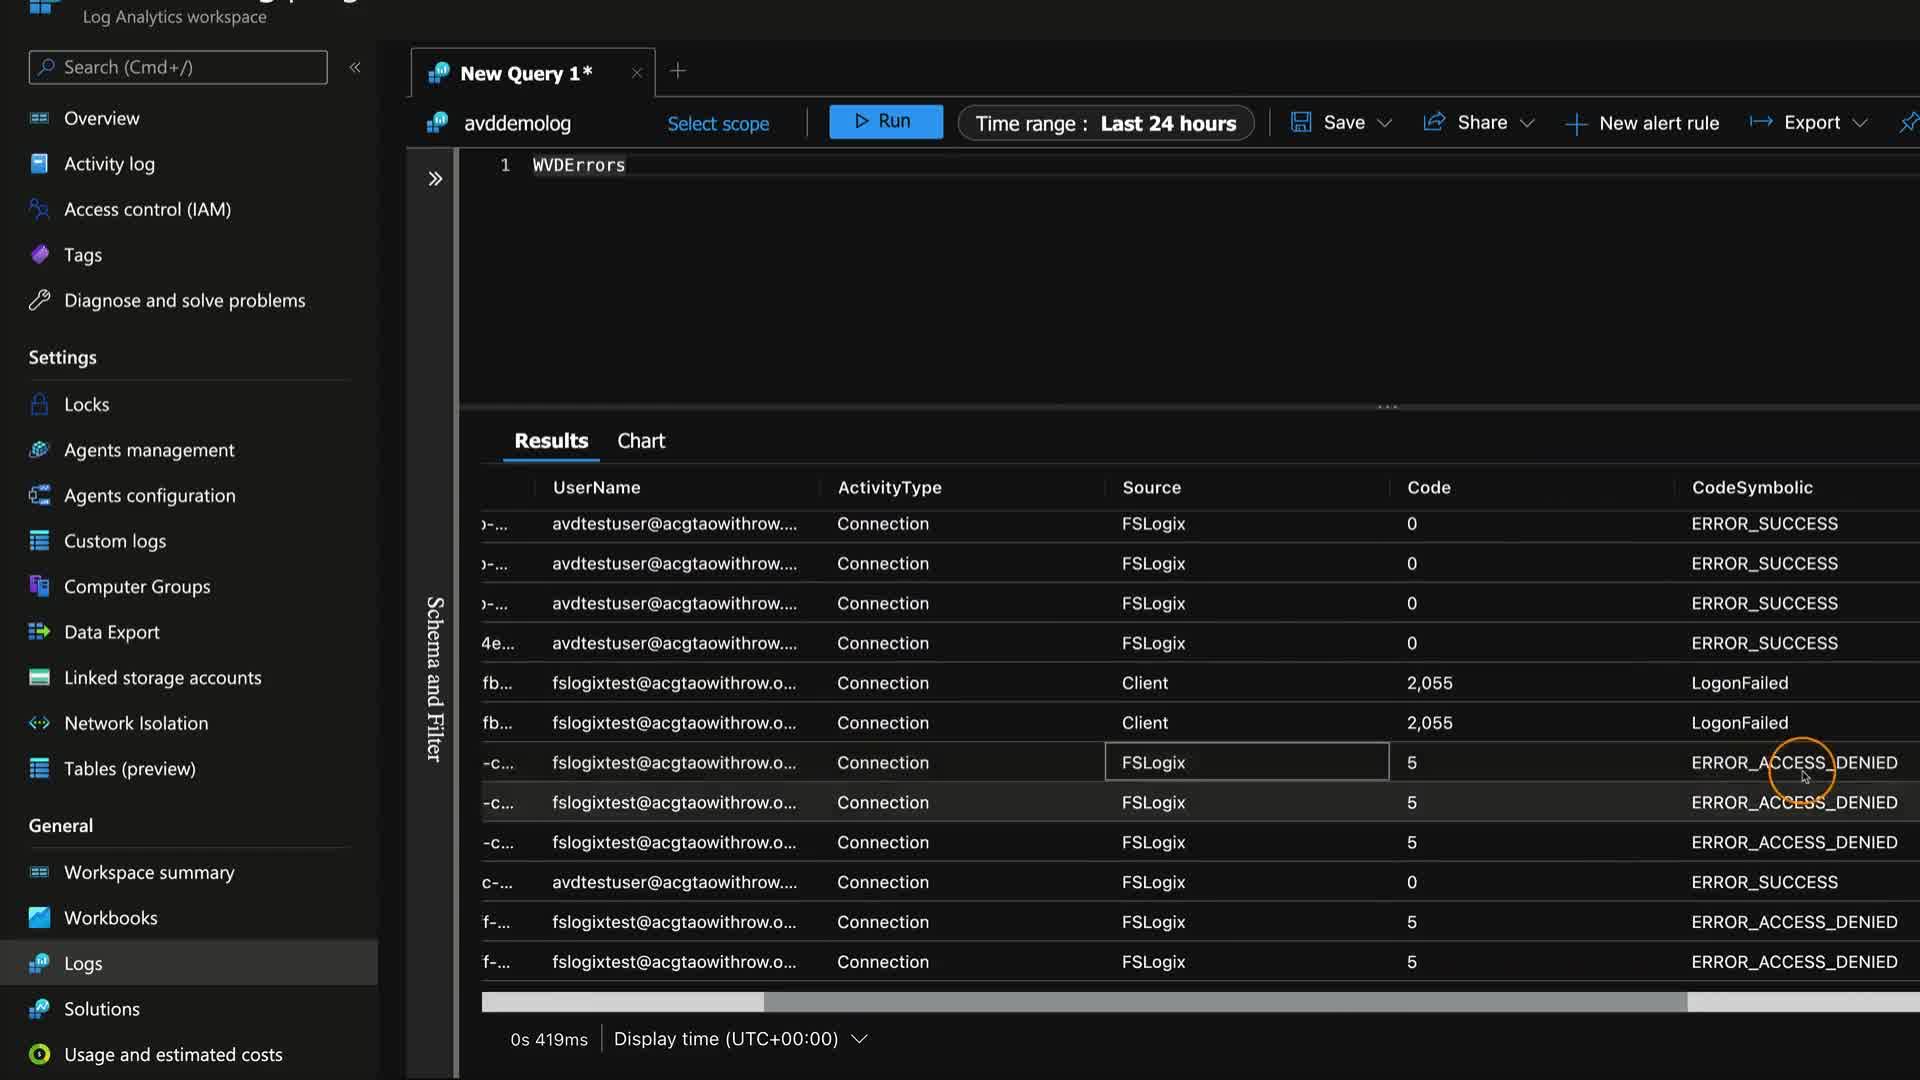 Log Analytics workspace
Search (Cmd+/)
«
Overview
Activity log
Access control (IAM)
Tags
Diagnose and solve problems
Settings
Locks
Agents management
Agents configuration
Custom logs
Computer Groups
Data Export
Linked storage accounts
Network Isolation
Tables (preview)
General
Workspace summary
Workbooks
Logs
Solutions
Usage and estimated costs
New Query 1*
avddemolog
Select scope
Run
Time range : Last 24 hours
Save
Share
New alert rule
Export
1 WVDErrors
Schema and Filter
Results Chart
UserName ActivityType Source Code CodeSymbolic
-... avdtestuser@acgtaowithrow.... Connection FSLogix 0 ERROR_SUCCESS
-... avdtestuser@acgtaowithrow.... Connection FSLogix 0 ERROR_SUCCESS
-... avdtestuser@acgtaowithrow.... Connection FSLogix 0 ERROR_SUCCESS
4e... avdtestuser@acgtaowithrow.... Connection FSLogix 0 ERROR_SUCCESS
fb... fslogixtest@acgtaowithrow.o... Connection Client 2,055 LogonFailed
fb... fslogixtest@acgtaowithrow.o... Connection Client 2,055 LogonFailed
-c... fslogixtest@acgtaowithrow.o... Connection FSLogix 5 ERROR_ACCESS_DENIED
-c... fslogixtest@acgtaowithrow.o... Connection FSLogix 5 ERROR_ACCESS_DENIED
-c... fslogixtest@acgtaowithrow.o... Connection FSLogix 5 ERROR_ACCESS_DENIED
c-... avdtestuser@acgtaowithrow.... Connection FSLogix 0 ERROR_SUCCESS
f-... fslogixtest@acgtaowithrow.o... Connection FSLogix 5 ERROR_ACCESS_DENIED
f-... fslogixtest@acgtaowithrow.o... Connection FSLogix 5 ERROR_ACCESS_DENIED
0s 419ms Display time (UTC+00:00)